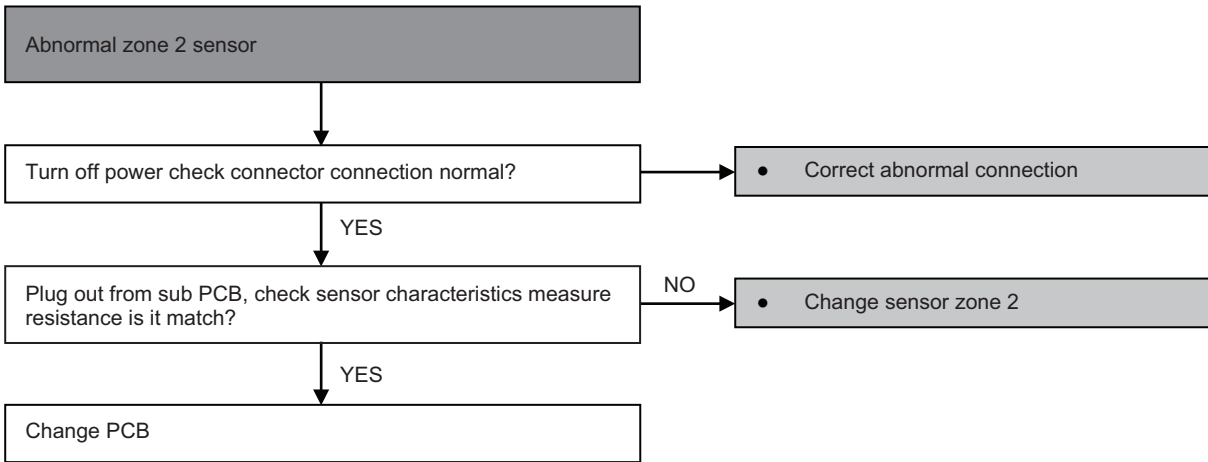 Abnormal zone 2 sensor
Turn off power check connector connection normal?
• Correct abnormal connection
YES
Plug out from sub PCB, check sensor characteristics measure
resistance is it match?
NO
• Change sensor zone 2
YES
Change PCB